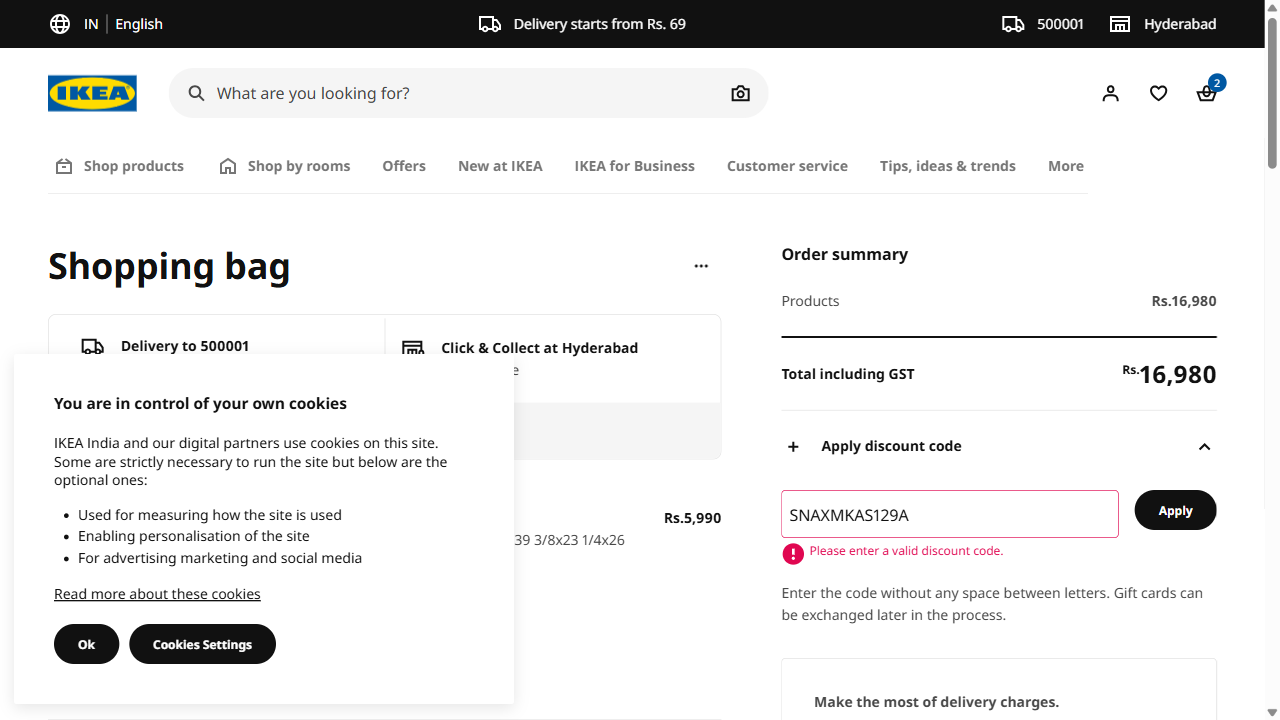 IN English
Delivery starts from Rs. 69
500001
Hyderabad
IKEA
What are you looking for?
2
Shop products
Shop by rooms
Offers
New at IKEA
IKEA for Business
Customer service
Tips, ideas & trends
More
Shopping bag
Delivery to 500001
Click & Collect at Hyderabad
e
Rs.5,990
39 3/8x23 1/4x26
You are in control of your own cookies
IKEA India and our digital partners use cookies on this site.
Some are strictly necessary to run the site but below are the
optional ones:
Used for measuring how the site is used
Enabling personalisation of the site
For advertising marketing and social media
Read more about these cookies
Ok
Cookies Settings
Order summary
Products
Rs.16,980
Total including GST
Rs.16,980
Apply discount code
SNAXMKAS129A
Apply
Please enter a valid discount code.
Enter the code without any space between letters. Gift cards can
be exchanged later in the process.
Make the most of delivery charges.